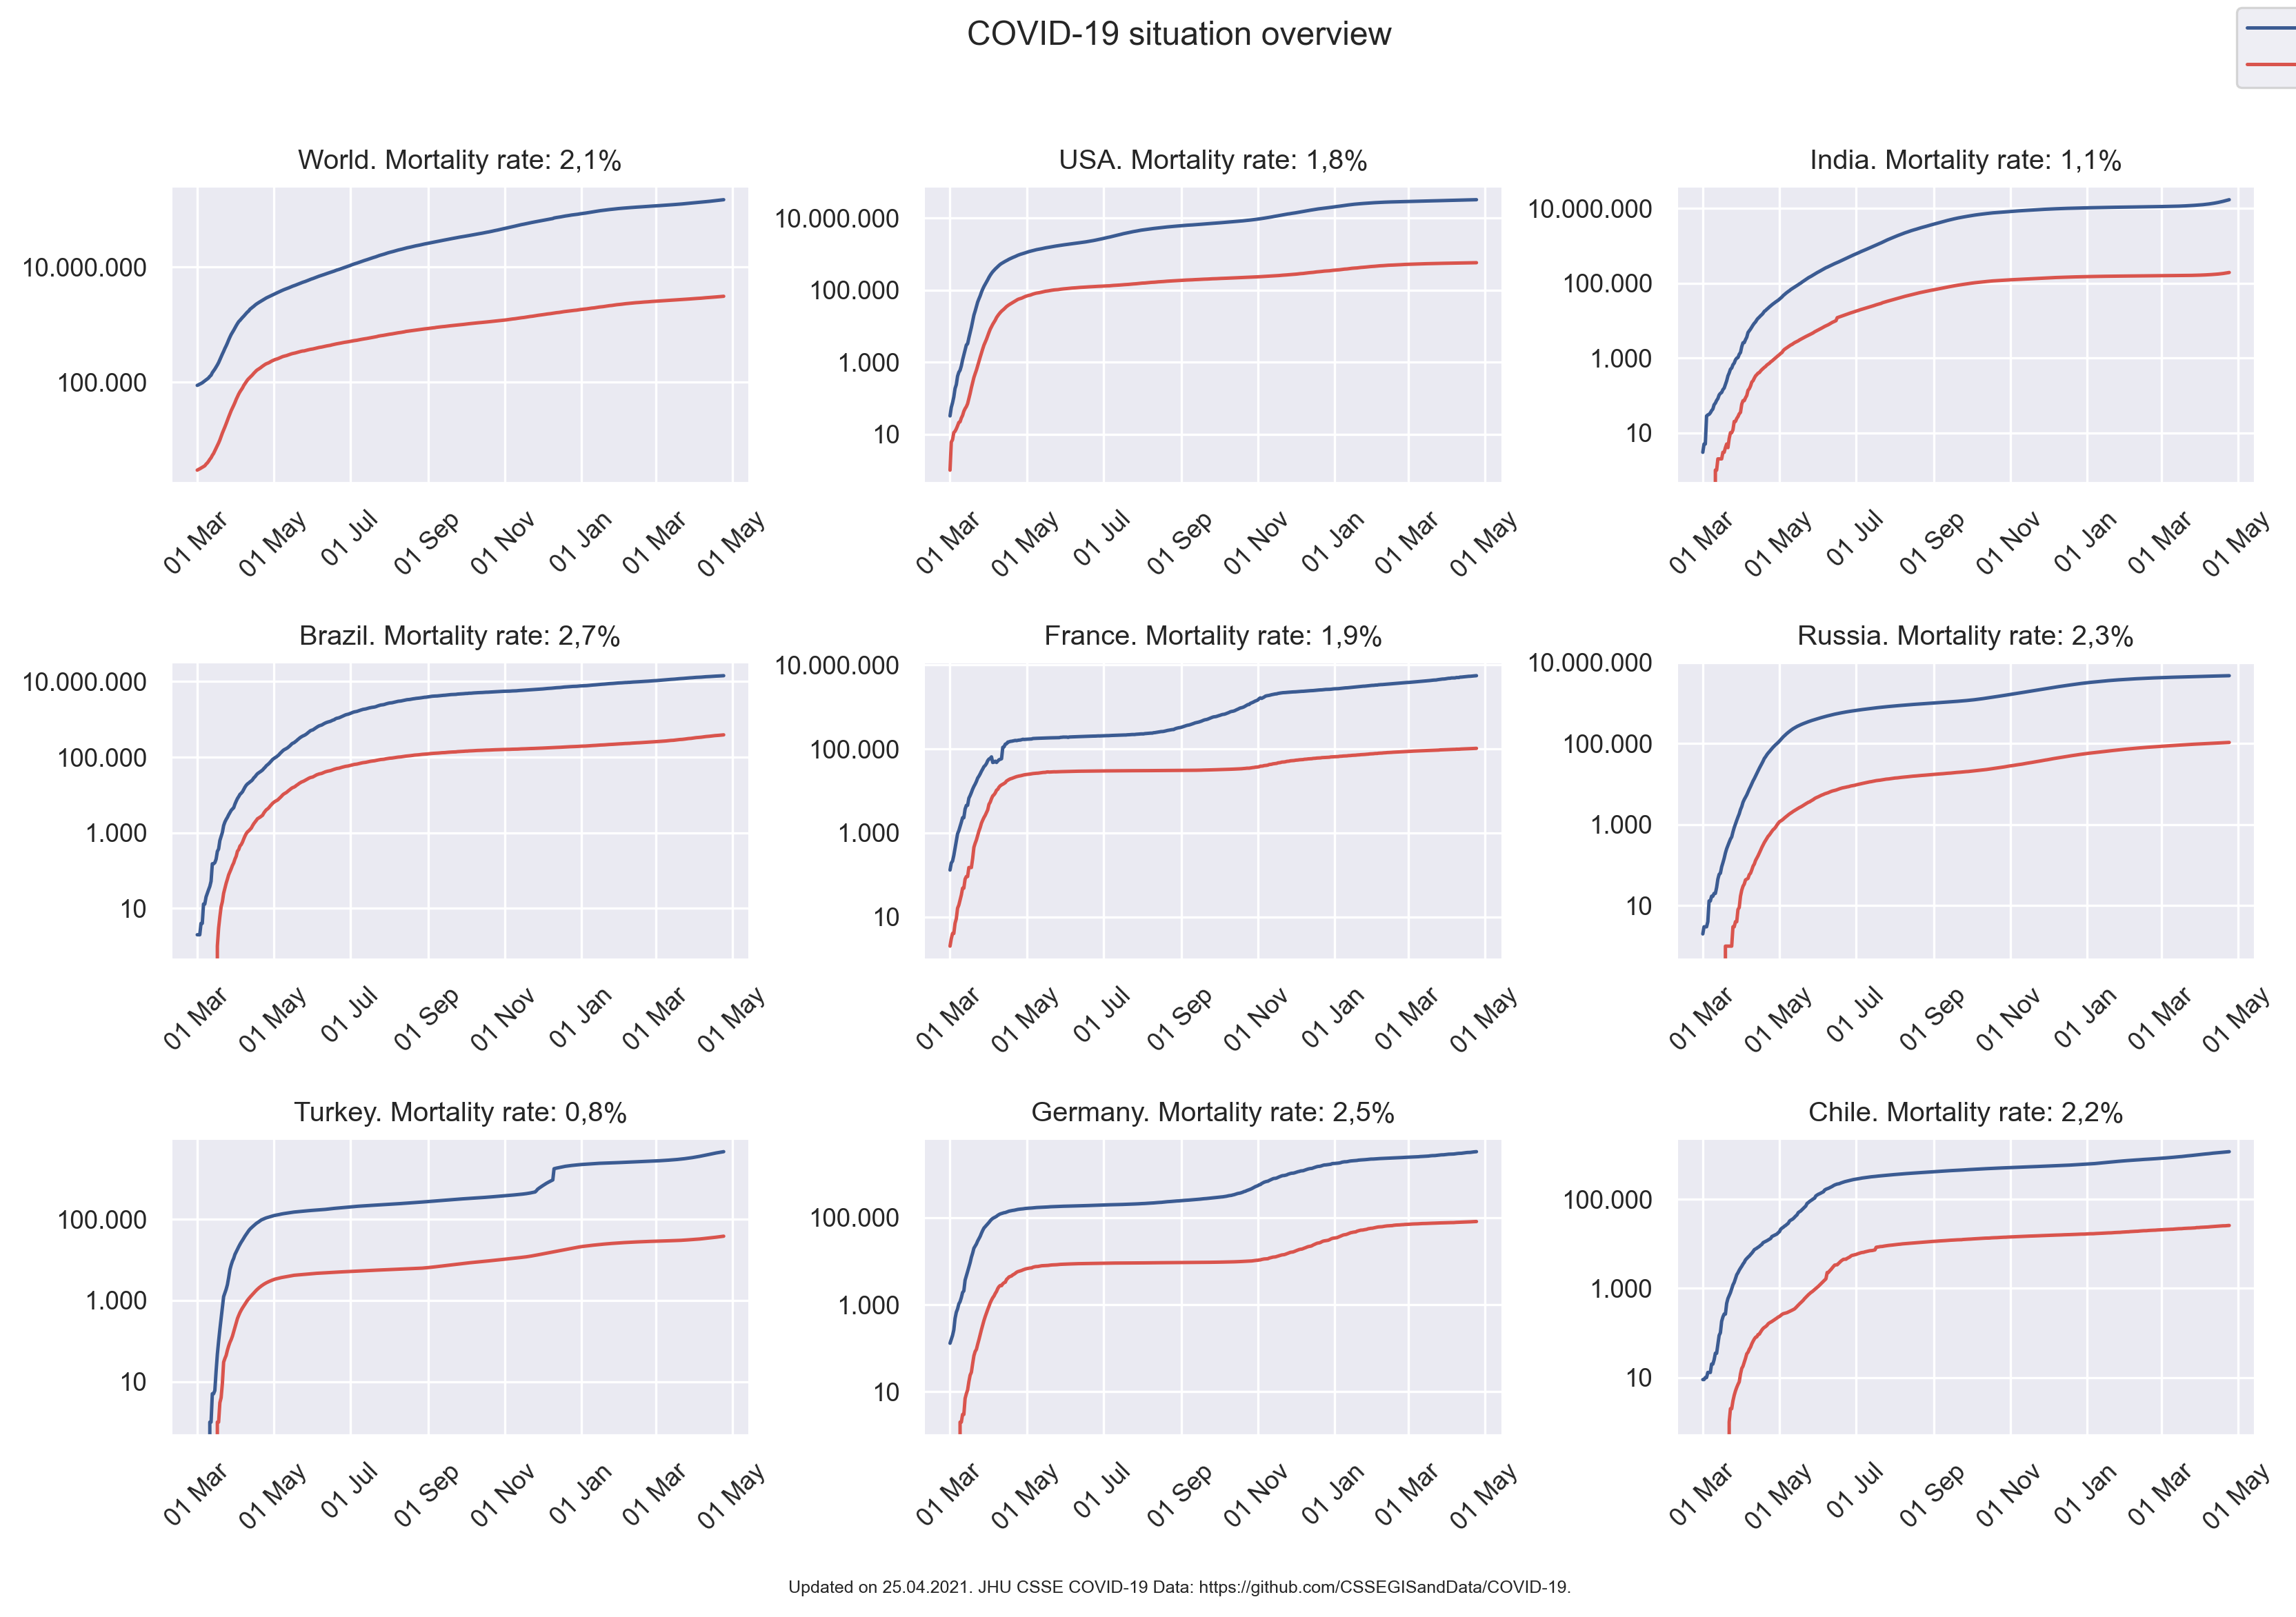 COVID-19 situation overview
World. Mortality rate: 2,1%
10.000.000
100.000
01 Mar 01 May 01 Jul 01 Sep 01 Nov 01 Jan 01 Mar 01 May
USA. Mortality rate: 1,8%
10.000.000
100.000
1.000
10
01 Mar 01 May 01 Jul 01 Sep 01 Nov 01 Jan 01 Mar 01 May
India. Mortality rate: 1,1%
10.000.000
100.000
1.000
10
01 Mar 01 May 01 Jul 01 Sep 01 Nov 01 Jan 01 Mar 01 May
Brazil. Mortality rate: 2,7%
10.000.000
100.000
1.000
10
01 Mar 01 May 01 Jul 01 Sep 01 Nov 01 Jan 01 Mar 01 May
France. Mortality rate: 1,9%
10.000.000
100.000
1.000
10
01 Mar 01 May 01 Jul 01 Sep 01 Nov 01 Jan 01 Mar 01 May
Russia. Mortality rate: 2,3%
10.000.000
100.000
1.000
10
01 Mar 01 May 01 Jul 01 Sep 01 Nov 01 Jan 01 Mar 01 May
Turkey. Mortality rate: 0,8%
100.000
1.000
10
01 Mar 01 May 01 Jul 01 Sep 01 Nov 01 Jan 01 Mar 01 May
Germany. Mortality rate: 2,5%
100.000
1.000
10
01 Mar 01 May 01 Jul 01 Sep 01 Nov 01 Jan 01 Mar 01 May
Chile. Mortality rate: 2,2%
100.000
1.000
10
01 Mar 01 May 01 Jul 01 Sep 01 Nov 01 Jan 01 Mar 01 May
Updated on 25.04.2021. JHU CSSE COVID-19 Data: https://github.com/CSSEGISandData/COVID-19.